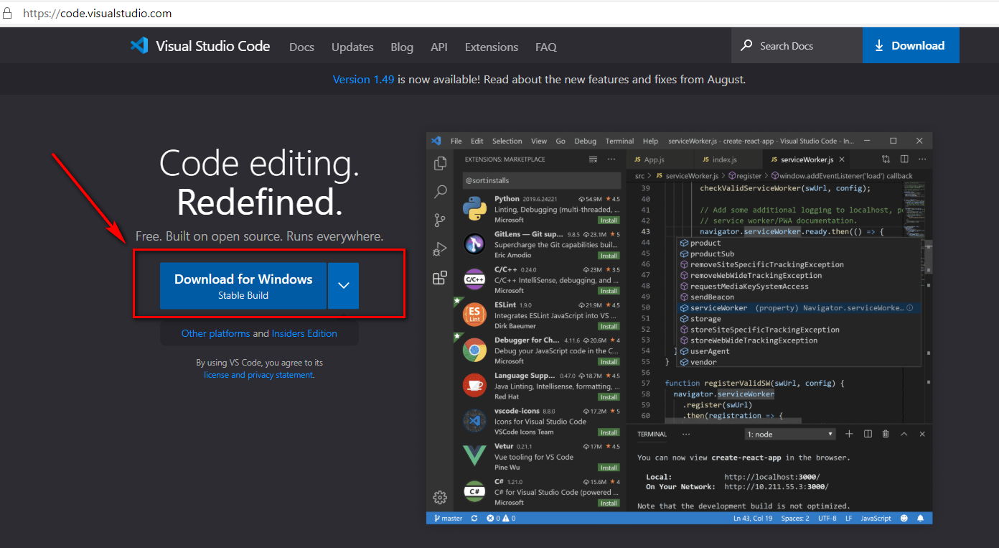 https://code.visualstudio.com
Visual Studio Code Docs Updates Blog API Extensions FAQ Search Docs Download
Version 1.49 is now available! Read about the new features and fixes from August.
Code editing.
Redefined.
Free. Built on open source. Runs everywhere.
Download for Windows
Stable Build
Other platforms and Insiders Edition
By using VS Code, you agree to its
license and privacy statement.
File Edit Selection View Go Debug Terminal Help serviceWorker.js - create-react-app - Visual Studio Code - In...
EXTENSIONS: MARKETPLACE
@sort:installs
Python 2019.6.24221 54.9M 4.5
Linting, Debugging (multi-threaded, ...
Microsoft Install
GitLens — Git sup... 9.8.5 23.1M 5
Supercharge the Git capabilities buil...
Eric Amodio Install
C/C++ C/C++ 0.24.0 23M 3.5
C/C++ IntelliSense, debugging, and ...
Microsoft Install
ES Lint ESLint 1.9.0 21.9M 4.5
Integrates ESLint JavaScript into VS ...
Dirk Baeumer Install
Debugger for Ch... 4.11.6 20.6M 4
Debug your JavaScript code in the C...
Microsoft Install
Language Supp... 0.47.0 18.7M 4.5
Java Linting, Intellisense, formatting, ...
Red Hat Install
vscode-icons 8.8.0 17.2M 5
Icons for Visual Studio Code
VSCode Icons Team Install
Vetur 0.21.1 17M 4.5
Vue tooling for VS Code
Pine Wu Install
C# C# 1.21.0 15.6M 4
C# for Visual Studio Code (powered ...
Microsoft Install
JS App.js JS index.js JS serviceWorker.js
src > JS serviceWorker.js > register > window.addEventListener('load') callback
39 checkValidServiceWorker(swUrl, config);
40
41 // Add some additional logging to localhost, po
42 // service worker/PWA documentation.
43 navigator.serviceWorker.ready.then(() => {
44 product
45 productSub
46 removeSiteSpecificTrackingException
47 removeWebWideTrackingException
48 requestMediaKeySystemAccess
49 sendBeacon
50 serviceWorker (property) Navigator.serviceWorke...
51 storage
52 storeSiteSpecificTrackingException
53 storeWebWideTrackingException
54 } userAgent
55 } vendor
56
57 function registerValidSW(swUrl, config) {
58 navigator.serviceWorker
59 .register(swUrl)
60 .then(registration => {
TERMINAL ... 1: node
You can now view create-react-app in the browser.
Local: http://localhost:3000/
On Your Network: http://10.211.55.3:3000/
Note that the development build is not optimized.
master 0 0 Ln 43, Col 19 Spaces: 2 UTF-8 LF JavaScript